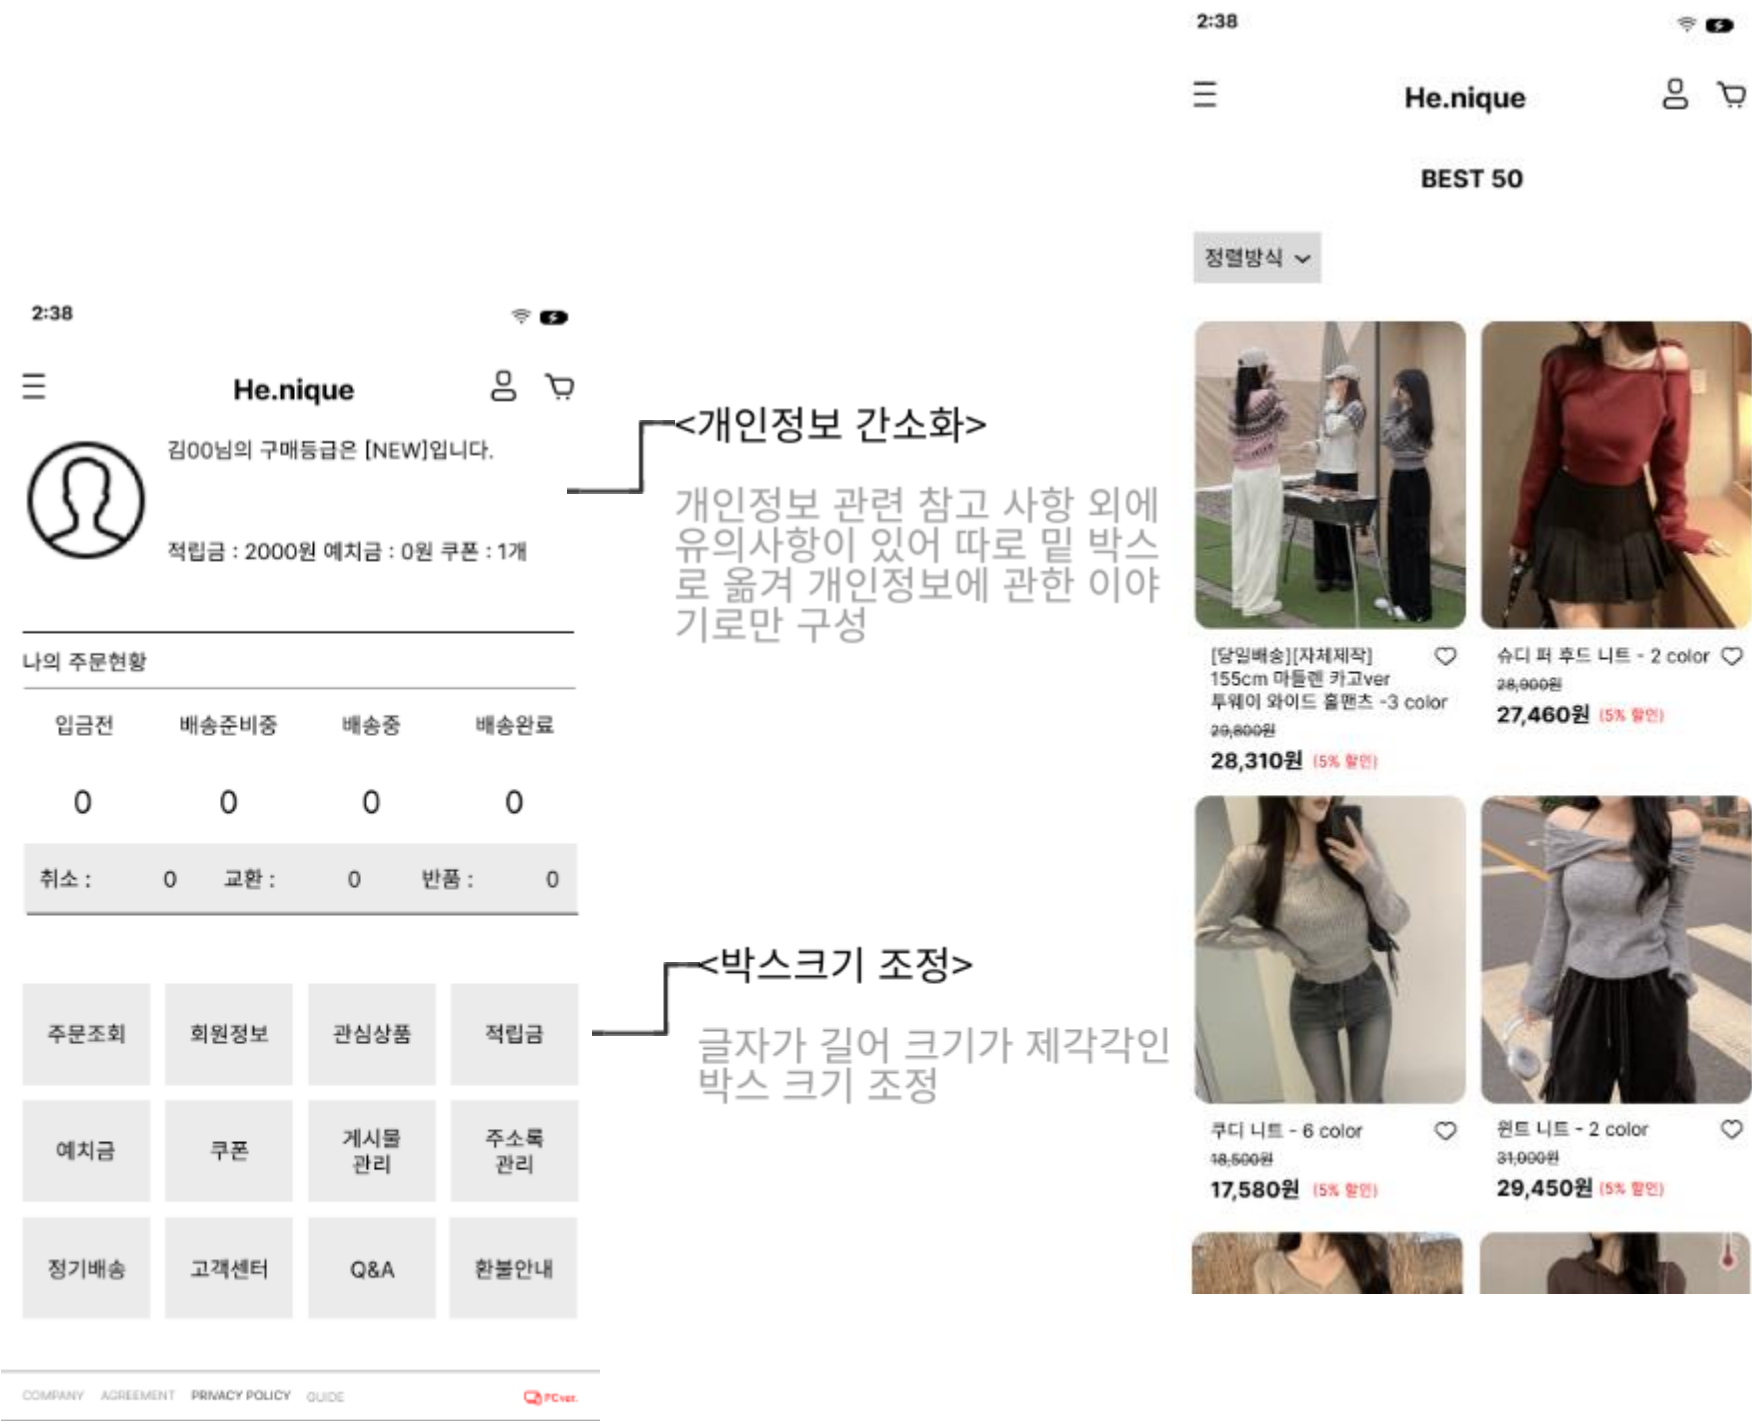 2:38
He.nique
김00님의 구매등급은 [NEW]입니다.
적립금 : 2000원 예치금 : 0원 쿠폰 : 1개
나의 주문현황
입금전 배송준비중 배송중 배송완료
0 0 0 0
취소 : 0 교환 : 0 반품 : 0
주문조회 회원정보 관심상품 적립금
예치금 쿠폰 게시물 관리 주소록 관리
정기배송 고객센터 Q&A 환불안내
COMPANY AGREEMENT PRIVACY POLICY GUIDE PC ver.
<개인정보 간소화>
개인정보 관련 참고 사항 외에
유의사항이 있어 따로 밑 박스
로 옮겨 개인정보에 관한 이야
기로만 구성
<박스크기 조정>
글자가 길어 크기가 제각각인
박스 크기 조정
2:38
He.nique
BEST 50
정렬방식
[당일배송][자체제작]
155cm 마들렌 카고ver
투웨이 와이드 홀팬츠 -3 color
29,800원
28,310원 (5% 할인)
슈디 퍼 후드 니트 - 2 color
28,900원
27,460원 (5% 할인)
쿠디 니트 - 6 color
18,500원
17,580원 (5% 할인)
윈트 니트 - 2 color
31,000원
29,450원 (5% 할인)